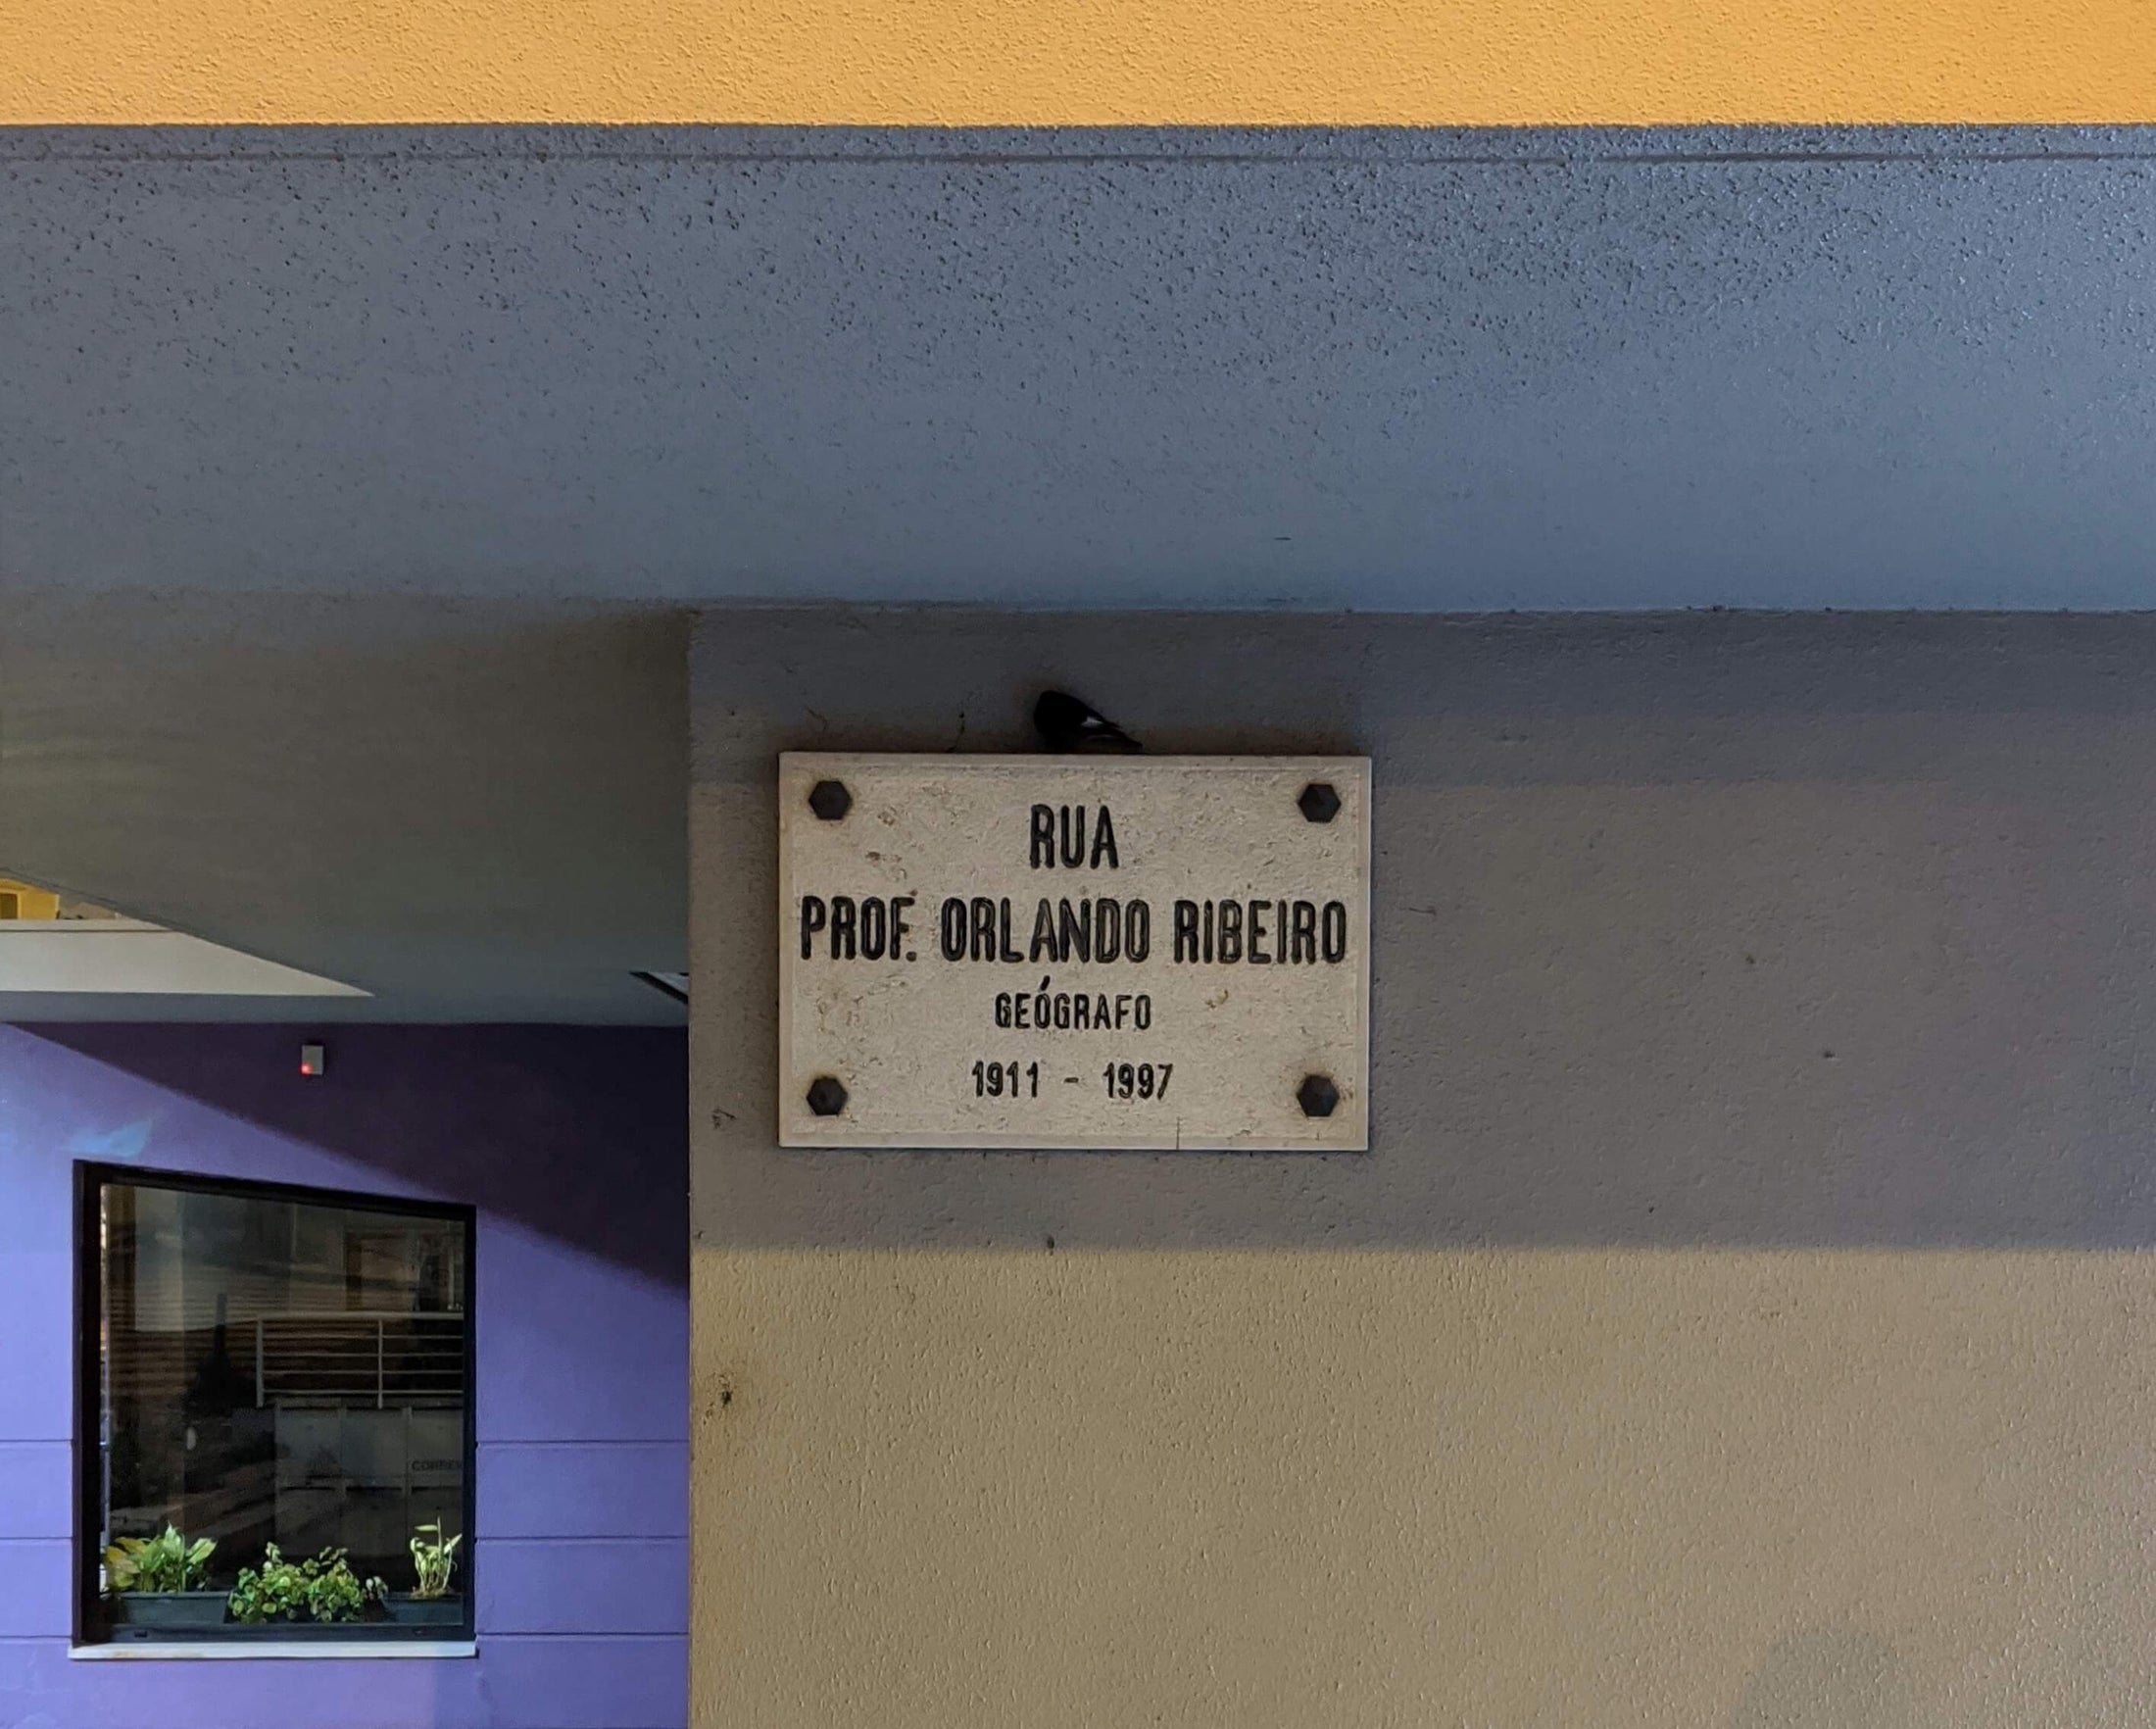 RUA
PROF. ORLANDO RIBEIRO
GEÓGRAFO
1911 - 1997